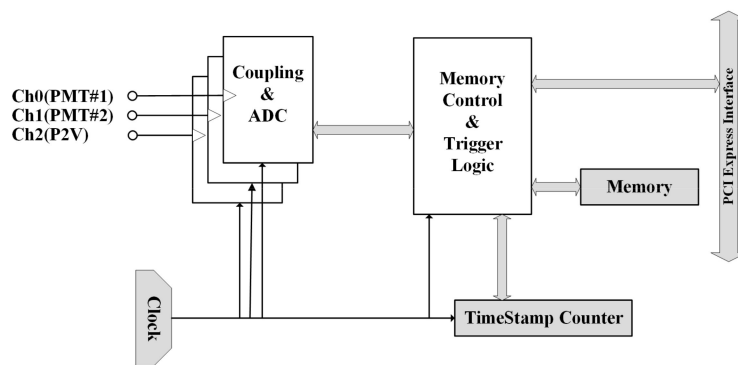 Ch0(PMT#1)
Ch1(PMT#2)
Ch2(P2V)
Coupling
&
ADC
Memory
Control
&
Trigger
Logic
Memory
PCI Express Interface
Clock
TimeStamp Counter